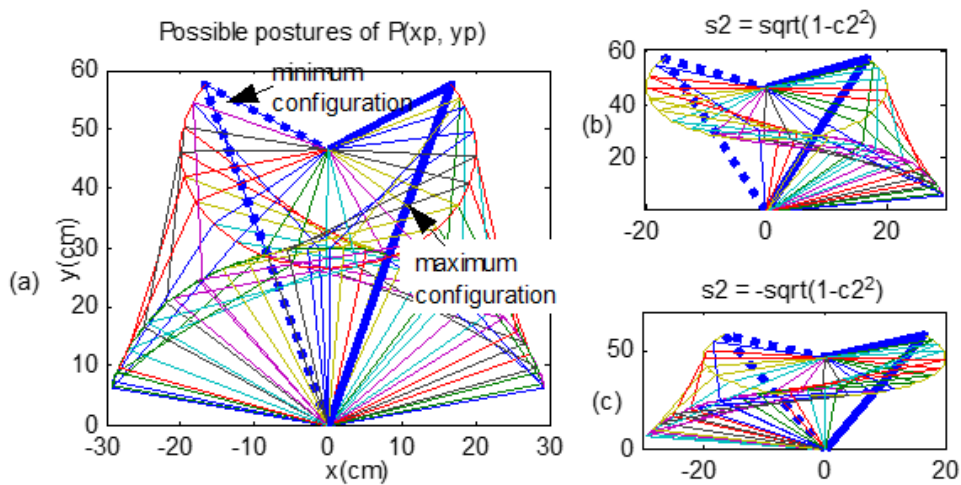 Possible postures of P(xp, yp)
60
50
40
30
20
10
0
y(cm)
-30
-20
-10
0
10
20
30
x(cm)
minimum
configuration
maximum
configuration
(a)
s2 = sqrt(1-c2²)
60
40
20
-20
0
20
(b)
s2 = -sqrt(1-c2²)
50
0
-20
0
20
(c)